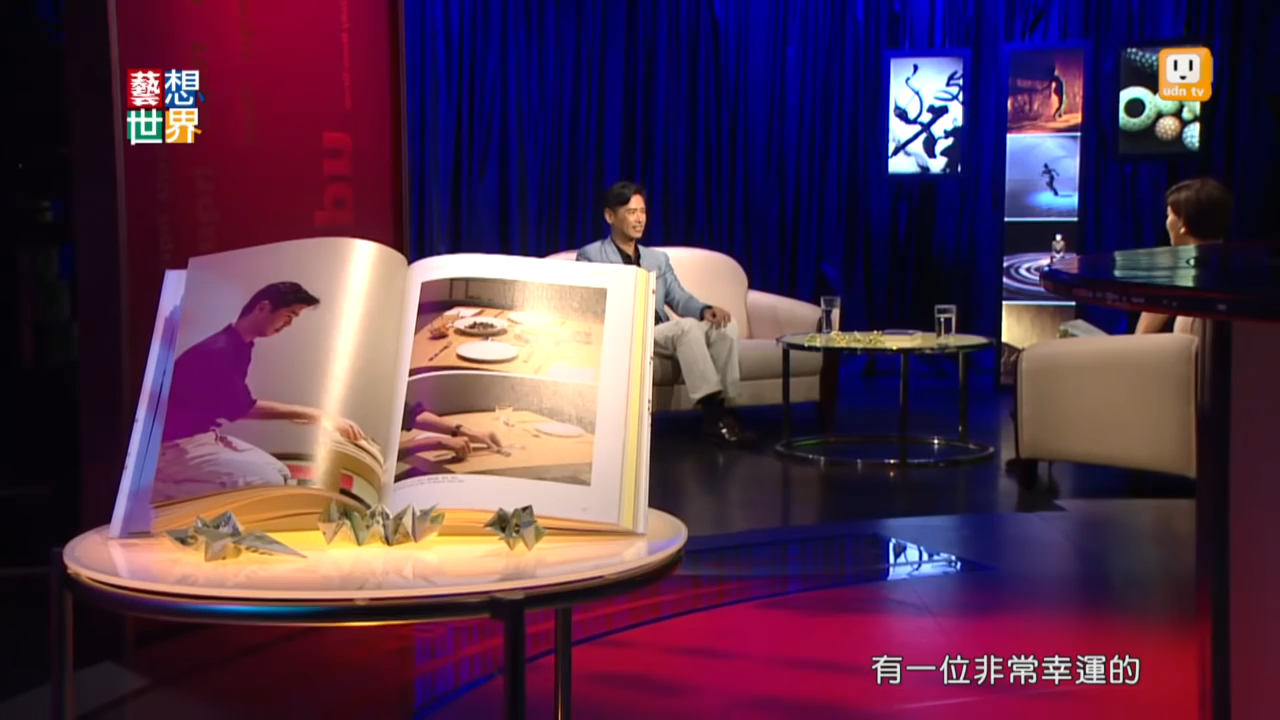 藝想
世界
udn tv
有一位非常幸運的